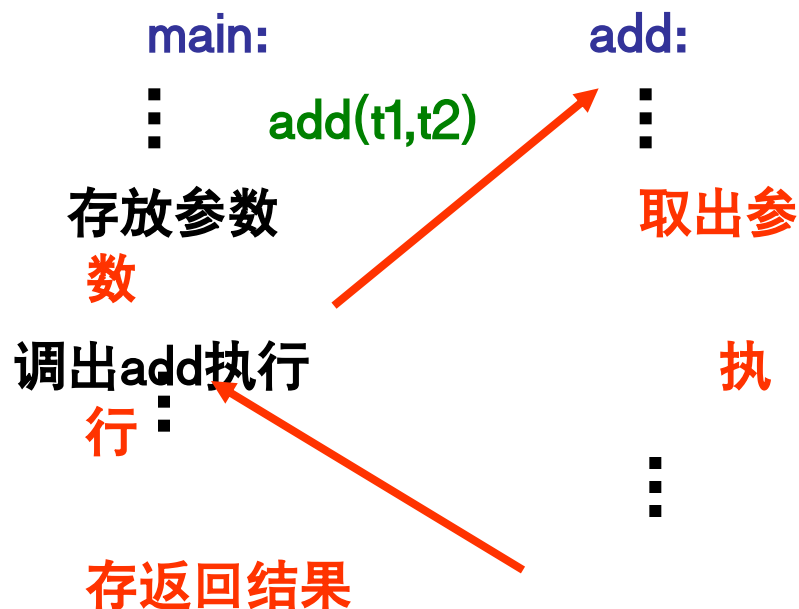 main: add:
add(t1,t2)
存放参数 取出参
数
调出add执行 执
行
存返回结果